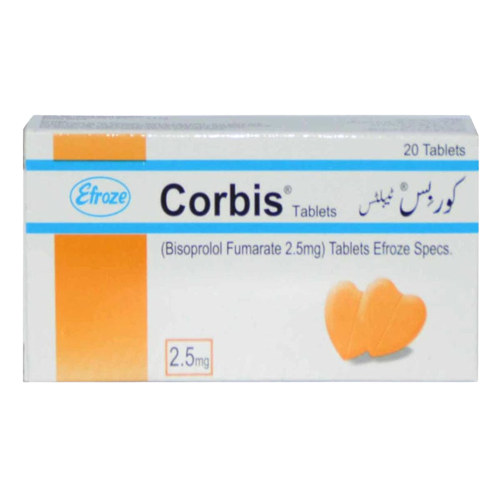 20 Tablets
Efroze
Corbis® Tablets
کوربس® ٹیبلٹس
(Bisoprolol Fumarate 2.5mg) Tablets Efroze Specs.
2.5mg